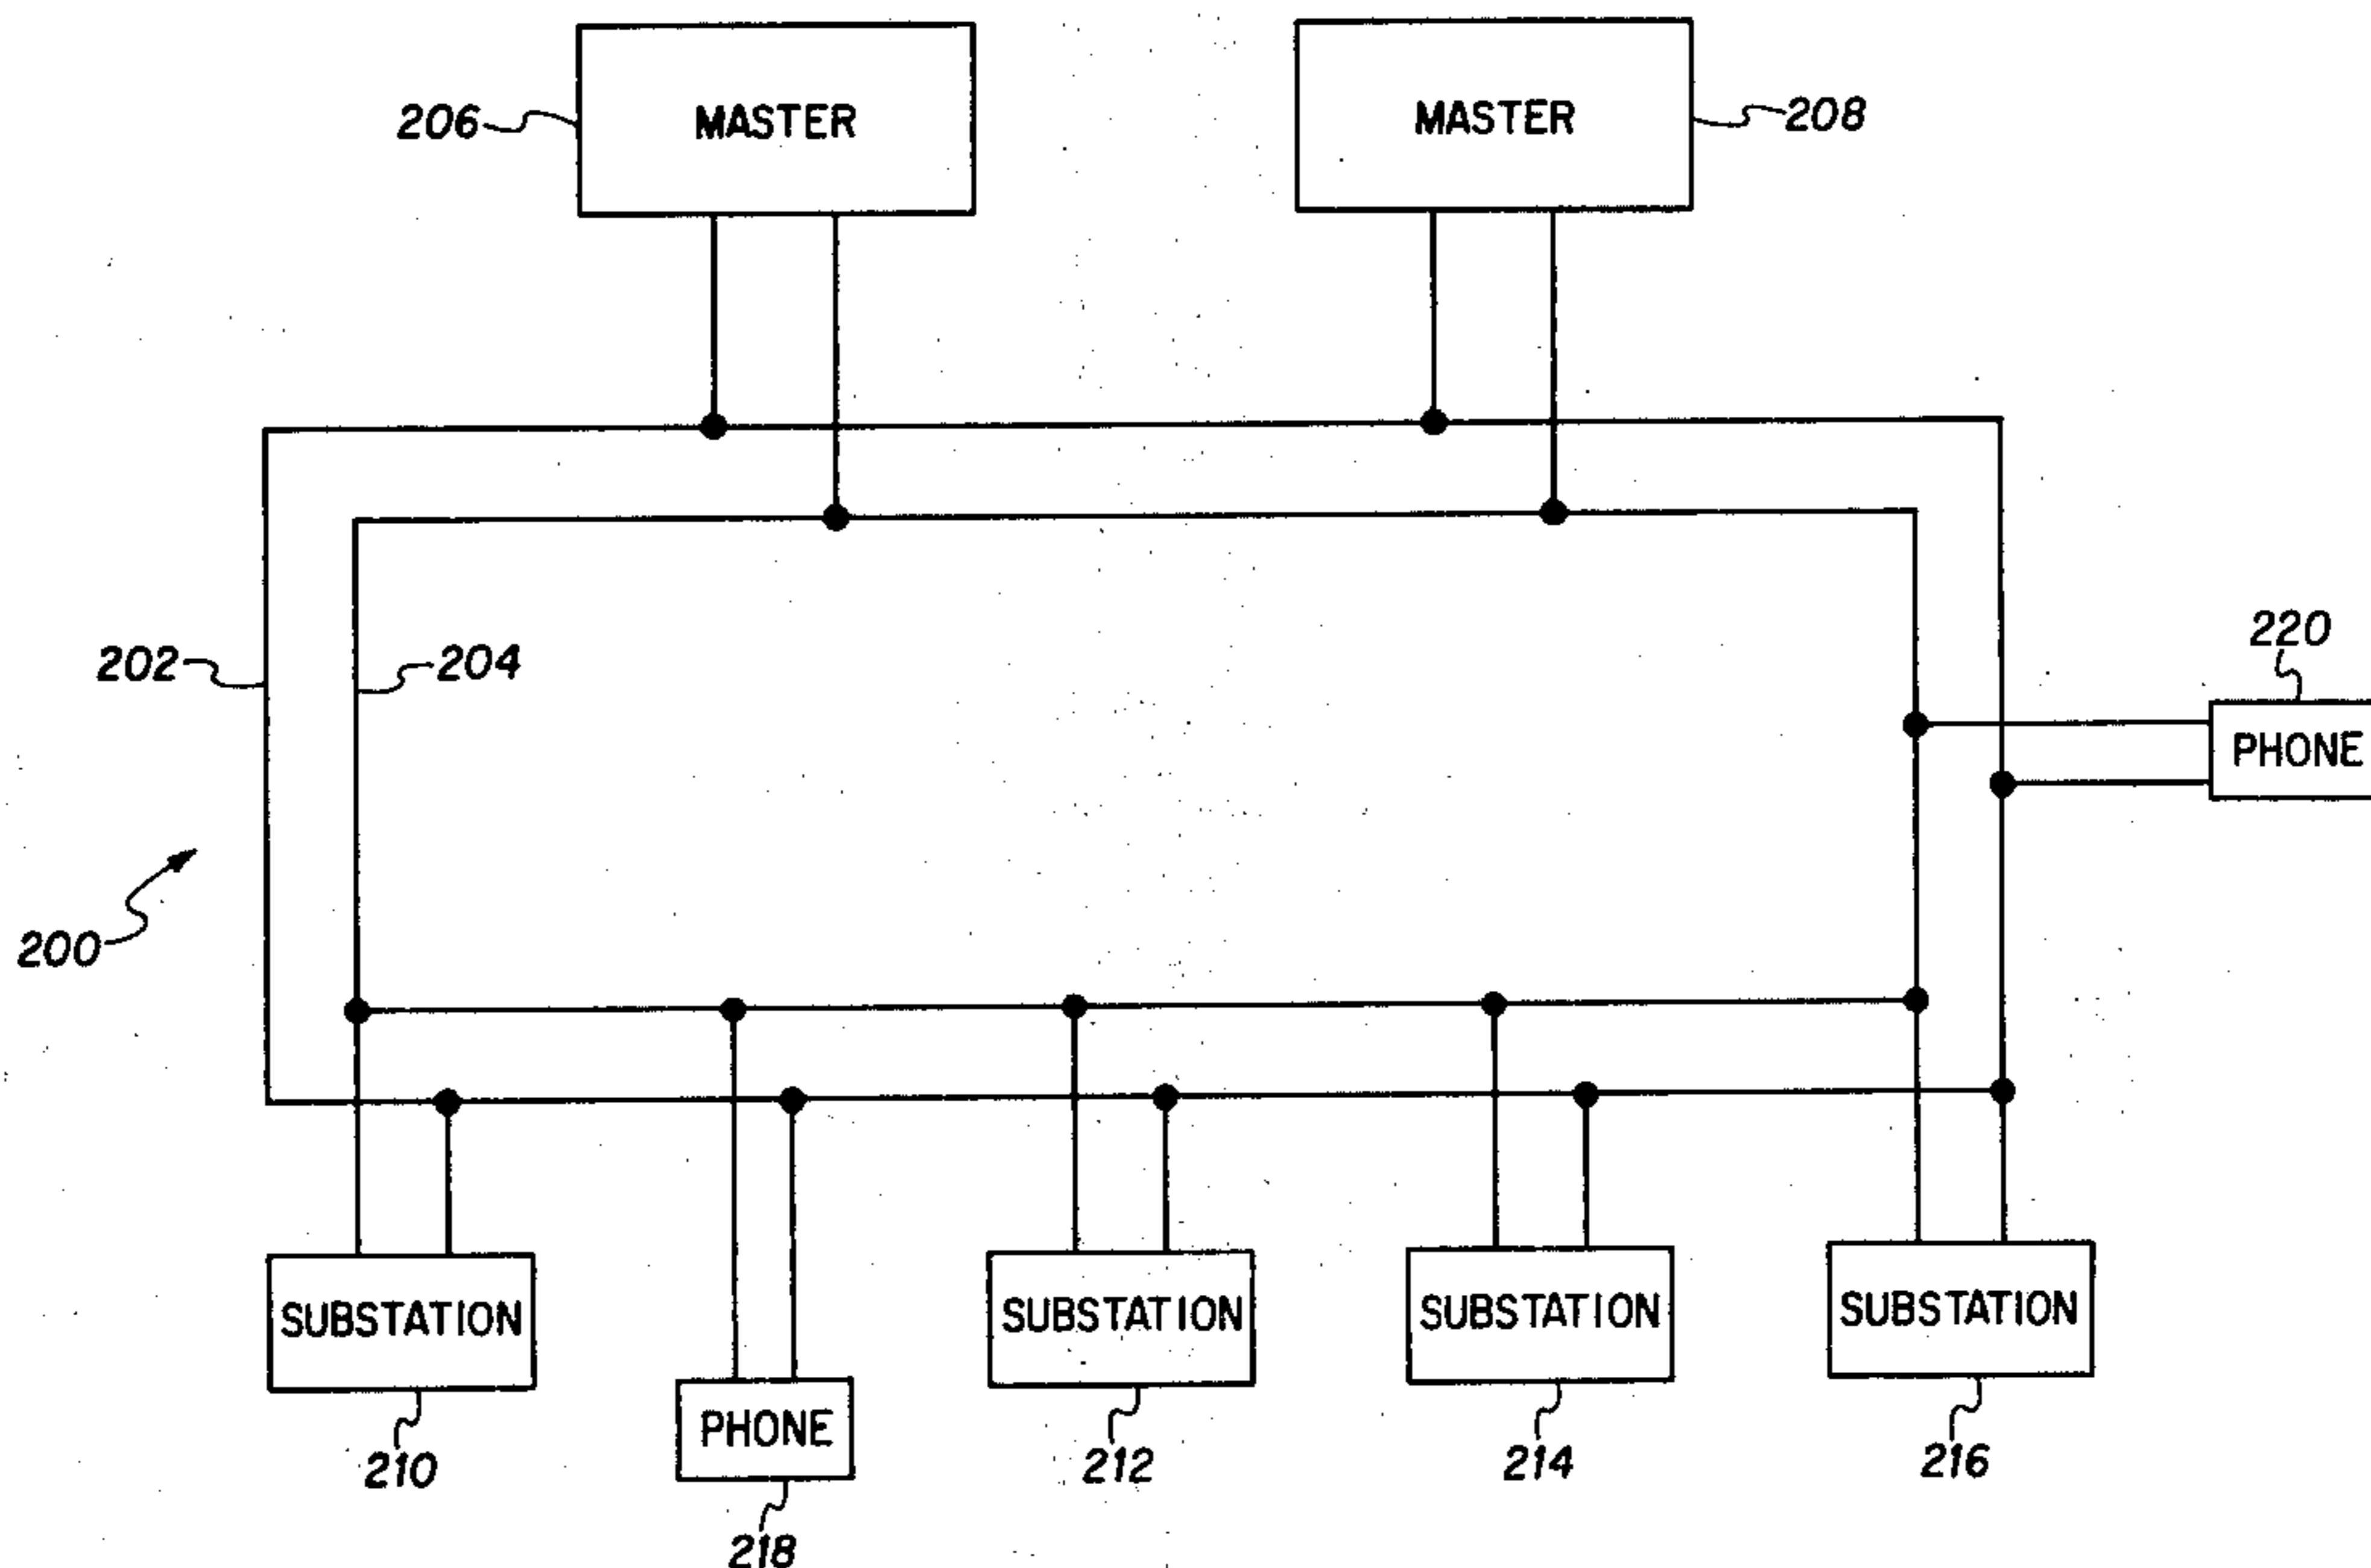 206 MASTER
MASTER 208
220
202 204
PHONE
200
SUBSTATION
SUBSTATION
SUBSTATION
SUBSTATION
PHONE
210
212
214
216
218